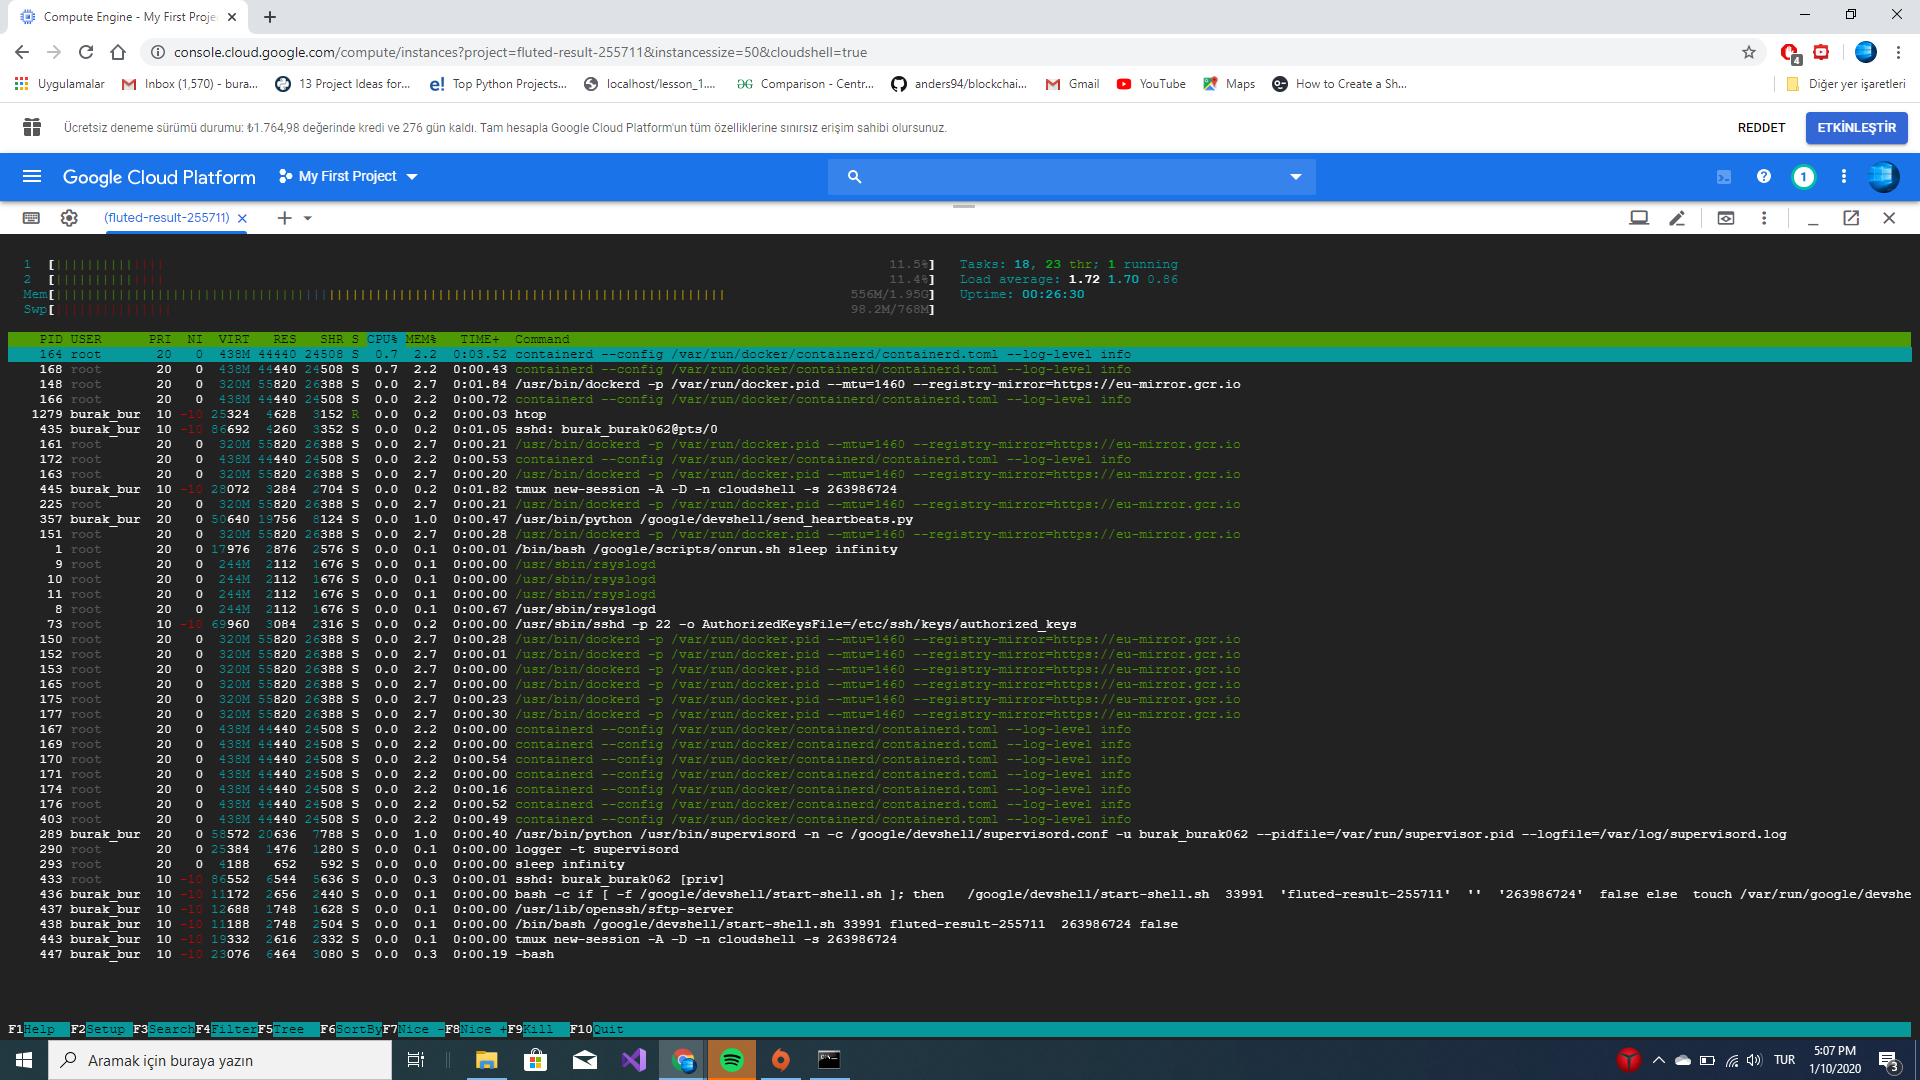 Compute Engine - My First Proje
console.cloud.google.com/compute/instances?project=fluted-result-255711&instancessize=50&cloudshell=true
4
Uygulamalar Inbox (1,570) - bura... 13 Project Ideas for... Top Python Projects... localhost/lesson_1.... Comparison - Centr... anders94/blockchai... Gmail YouTube Maps How to Create a Sh... Diğer yer işaretleri
Ücretsiz deneme sürümü durumu: ₺1.764,98 değerinde kredi ve 276 gün kaldı. Tam hesapla Google Cloud Platform'un tüm özelliklerine sınırsız erişim sahibi olursunuz. REDDET ETKİNLEŞTİR
Google Cloud Platform My First Project 1
(fluted-result-255711)
1 [|||||||||||||| 11.5%] Tasks: 18, 23 thr; 1 running
2 [|||||||||||||| 11.4%] Load average: 1.72 1.70 0.86
Mem[|||||||||||||||||||||||||||||||||||||||||||||||||||||||||||||||||||||||||||||||||||||| 556M/1.95G] Uptime: 00:26:30
Swp[||||||||||||||| 98.2M/768M]
PID USER PRI NI VIRT RES SHR S CPU% MEM% TIME+ Command
164 root 20 0 438M 44440 24508 S 0.7 2.2 0:03.52 containerd --config /var/run/docker/containerd/containerd.toml --log-level info
168 root 20 0 438M 44440 24508 S 0.7 2.2 0:00.43 containerd --config /var/run/docker/containerd/containerd.toml --log-level info
148 root 20 0 320M 55820 26388 S 0.0 2.7 0:01.84 /usr/bin/dockerd -p /var/run/docker.pid --mtu=1460 --registry-mirror=https://eu-mirror.gcr.io
166 root 20 0 438M 44440 24508 S 0.0 2.2 0:00.72 containerd --config /var/run/docker/containerd/containerd.toml --log-level info
1279 burak_bur 10 -10 25324 4628 3152 R 0.0 0.2 0:00.03 htop
435 burak_bur 10 -10 86692 4260 3352 S 0.0 0.2 0:01.05 sshd: burak_burak062@pts/0
161 root 20 0 320M 55820 26388 S 0.0 2.7 0:00.21 /usr/bin/dockerd -p /var/run/docker.pid --mtu=1460 --registry-mirror=https://eu-mirror.gcr.io
172 root 20 0 438M 44440 24508 S 0.0 2.2 0:00.53 containerd --config /var/run/docker/containerd/containerd.toml --log-level info
163 root 20 0 320M 55820 26388 S 0.0 2.7 0:00.20 /usr/bin/dockerd -p /var/run/docker.pid --mtu=1460 --registry-mirror=https://eu-mirror.gcr.io
445 burak_bur 10 -10 28072 3284 2704 S 0.0 0.2 0:01.82 tmux new-session -A -D -n cloudshell -s 263986724
225 root 20 0 320M 55820 26388 S 0.0 2.7 0:00.21 /usr/bin/dockerd -p /var/run/docker.pid --mtu=1460 --registry-mirror=https://eu-mirror.gcr.io
357 burak_bur 20 0 50640 19756 8124 S 0.0 1.0 0:00.47 /usr/bin/python /google/devshell/send_heartbeats.py
151 root 20 0 320M 55820 26388 S 0.0 2.7 0:00.28 /usr/bin/dockerd -p /var/run/docker.pid --mtu=1460 --registry-mirror=https://eu-mirror.gcr.io
1 root 20 0 17976 2876 2576 S 0.0 0.1 0:00.01 /bin/bash /google/scripts/onrun.sh sleep infinity
9 root 20 0 244M 2112 1676 S 0.0 0.1 0:00.00 /usr/sbin/rsyslogd
10 root 20 0 244M 2112 1676 S 0.0 0.1 0:00.00 /usr/sbin/rsyslogd
11 root 20 0 244M 2112 1676 S 0.0 0.1 0:00.00 /usr/sbin/rsyslogd
8 root 20 0 244M 2112 1676 S 0.0 0.1 0:00.67 /usr/sbin/rsyslogd
73 root 10 -10 69960 3084 2316 S 0.0 0.2 0:00.00 /usr/sbin/sshd -p 22 -o AuthorizedKeysFile=/etc/ssh/keys/authorized_keys
150 root 20 0 320M 55820 26388 S 0.0 2.7 0:00.28 /usr/bin/dockerd -p /var/run/docker.pid --mtu=1460 --registry-mirror=https://eu-mirror.gcr.io
152 root 20 0 320M 55820 26388 S 0.0 2.7 0:00.01 /usr/bin/dockerd -p /var/run/docker.pid --mtu=1460 --registry-mirror=https://eu-mirror.gcr.io
153 root 20 0 320M 55820 26388 S 0.0 2.7 0:00.00 /usr/bin/dockerd -p /var/run/docker.pid --mtu=1460 --registry-mirror=https://eu-mirror.gcr.io
165 root 20 0 320M 55820 26388 S 0.0 2.7 0:00.00 /usr/bin/dockerd -p /var/run/docker.pid --mtu=1460 --registry-mirror=https://eu-mirror.gcr.io
175 root 20 0 320M 55820 26388 S 0.0 2.7 0:00.23 /usr/bin/dockerd -p /var/run/docker.pid --mtu=1460 --registry-mirror=https://eu-mirror.gcr.io
177 root 20 0 320M 55820 26388 S 0.0 2.7 0:00.30 /usr/bin/dockerd -p /var/run/docker.pid --mtu=1460 --registry-mirror=https://eu-mirror.gcr.io
167 root 20 0 438M 44440 24508 S 0.0 2.2 0:00.00 containerd --config /var/run/docker/containerd/containerd.toml --log-level info
169 root 20 0 438M 44440 24508 S 0.0 2.2 0:00.00 containerd --config /var/run/docker/containerd/containerd.toml --log-level info
170 root 20 0 438M 44440 24508 S 0.0 2.2 0:00.54 containerd --config /var/run/docker/containerd/containerd.toml --log-level info
171 root 20 0 438M 44440 24508 S 0.0 2.2 0:00.00 containerd --config /var/run/docker/containerd/containerd.toml --log-level info
174 root 20 0 438M 44440 24508 S 0.0 2.2 0:00.16 containerd --config /var/run/docker/containerd/containerd.toml --log-level info
176 root 20 0 438M 44440 24508 S 0.0 2.2 0:00.52 containerd --config /var/run/docker/containerd/containerd.toml --log-level info
403 root 20 0 438M 44440 24508 S 0.0 2.2 0:00.49 containerd --config /var/run/docker/containerd/containerd.toml --log-level info
289 burak_bur 20 0 58572 20636 7788 S 0.0 1.0 0:00.40 /usr/bin/python /usr/bin/supervisord -n -c /google/devshell/supervisord.conf -u burak_burak062 --pidfile=/var/run/supervisor.pid --logfile=/var/log/supervisord.log
290 root 20 0 25384 1476 1280 S 0.0 0.1 0:00.00 logger -t supervisord
293 root 20 0 4188 652 592 S 0.0 0.0 0:00.00 sleep infinity
433 root 10 -10 86552 6544 5636 S 0.0 0.3 0:00.01 sshd: burak_burak062 [priv]
436 burak_bur 10 -10 11172 2656 2440 S 0.0 0.1 0:00.00 bash -c if [ -f /google/devshell/start-shell.sh ]; then /google/devshell/start-shell.sh 33991 'fluted-result-255711' '' '263986724' false else touch /var/run/google/devshe
437 burak_bur 10 -10 12688 1748 1628 S 0.0 0.1 0:00.00 /usr/lib/openssh/sftp-server
438 burak_bur 10 -10 11188 2748 2504 S 0.0 0.1 0:00.00 /bin/bash /google/devshell/start-shell.sh 33991 fluted-result-255711 263986724 false
443 burak_bur 10 -10 19332 2616 2332 S 0.0 0.1 0:00.00 tmux new-session -A -D -n cloudshell -s 263986724
447 burak_bur 10 -10 23076 6464 3080 S 0.0 0.3 0:00.19 -bash
F1Help F2Setup F3SearchF4FilterF5Tree F6SortByF7Nice -F8Nice +F9Kill F10Quit
Aramak için buraya yazın TUR 5:07 PM
1/10/2020 3